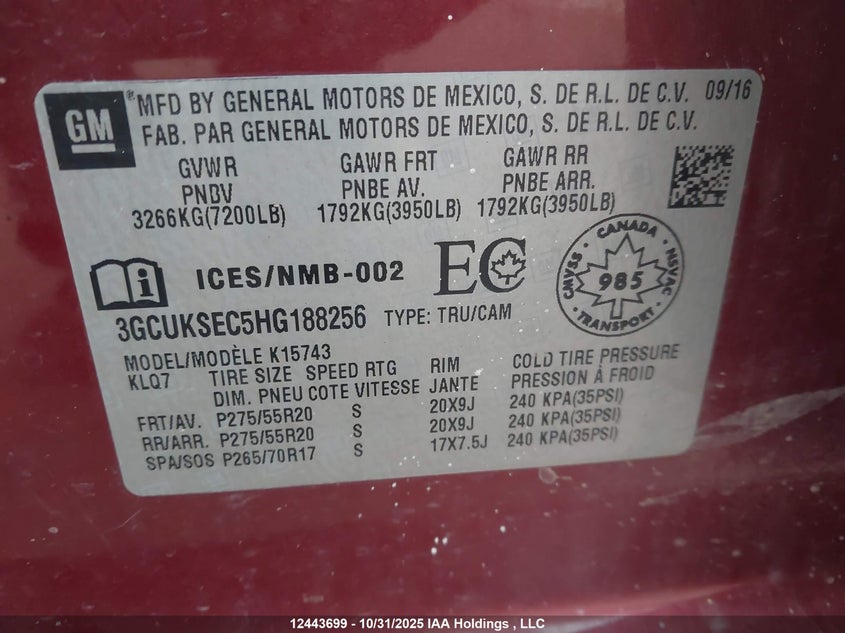 GM
® MFD BY GENERAL MOTORS DE MEXICO, S. DE R.L. DE C.V. 09/16
FAB. PAR GENERAL MOTORS DE MEXICO, S. DE R.L. DE C.V.
GVWR GAWR FRT GAWR RR
PNBV PNBE AV. PNBE ARR.
3266KG(7200LB) 1792KG(3950LB) 1792KG(3950LB)
i ICES/NMB-002 EC
CANADA
CMVSS 985 NSVAC
TRANSPORT
3GCUKSEC5HG188256 TYPE: TRU/CAM
MODEL/MODÈLE K15743
KLQ7 TIRE SIZE SPEED RTG RIM COLD TIRE PRESSURE
DIM. PNEU COTE VITESSE JANTE PRESSION À FROID
FRT/AV. P275/55R20 S 20X9J 240 KPA(35PSI)
RR/ARR. P275/55R20 S 20X9J 240 KPA(35PSI)
SPA/SOS P265/70R17 S 17X7.5J 240 KPA(35PSI)
12443699 - 10/31/2025 IAA Holdings , LLC